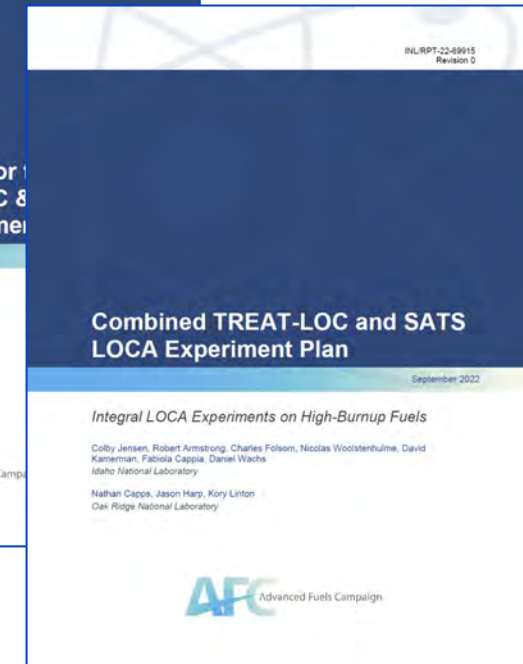 INL/RPT-22-69915
Revision 0
Combined TREAT-LOC and SATS
LOCA Experiment Plan
September 2022
Integral LOCA Experiments on High-Burnup Fuels
Colby Jensen, Robert Armstrong, Charles Folsom, Nicolas Woolstenhulme, David
Kamerman, Fabiola Cappia, Daniel Wachs
Idaho National Laboratory
Nathan Capps, Jason Harp, Kory Linton
Oak Ridge National Laboratory
AFC Advanced Fuels Campaign